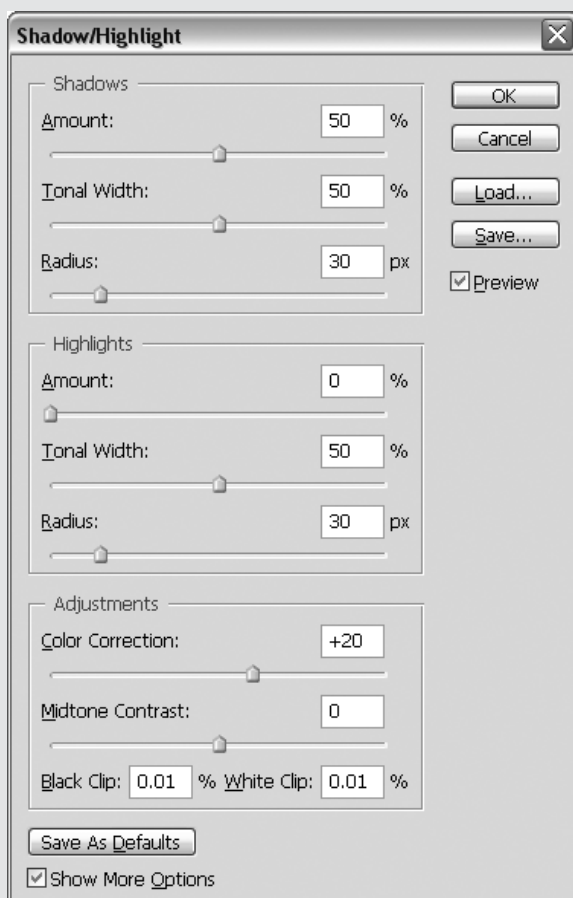 Shadow/Highlight
Shadows
Amount: 50 %
Tonal Width: 50 %
Radius: 30 px
Highlights
Amount: 0 %
Tonal Width: 50 %
Radius: 30 px
Adjustments
Color Correction: +20
Midtone Contrast: 0
Black Clip: 0.01 % White Clip: 0.01 %
Save As Defaults
Show More Options
OK
Cancel
Load...
Save...
Preview